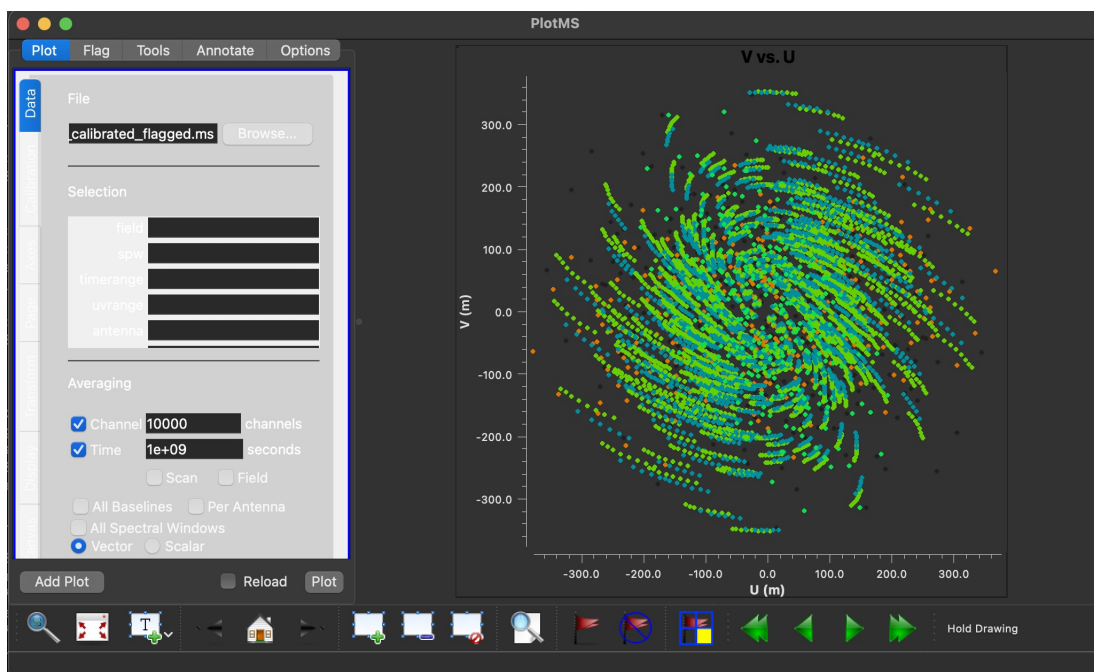 PlotMS
Plot Flag Tools Annotate Options
Data
File
_calibrated_flagged.ms Browse...
Selection
field
spw
timerange
uvrange
antenna
Averaging
Channel 10000 channels
Time 1e+09 seconds
Scan Field
All Baselines Per Antenna
All Spectral Windows
Vector Scalar
Add Plot Reload Plot
V vs. U
300.0
200.0
100.0
0.0
-100.0
-200.0
-300.0
V (m)
-300.0 -200.0 -100.0 0.0 100.0 200.0 300.0
U (m)
T
Hold Drawing